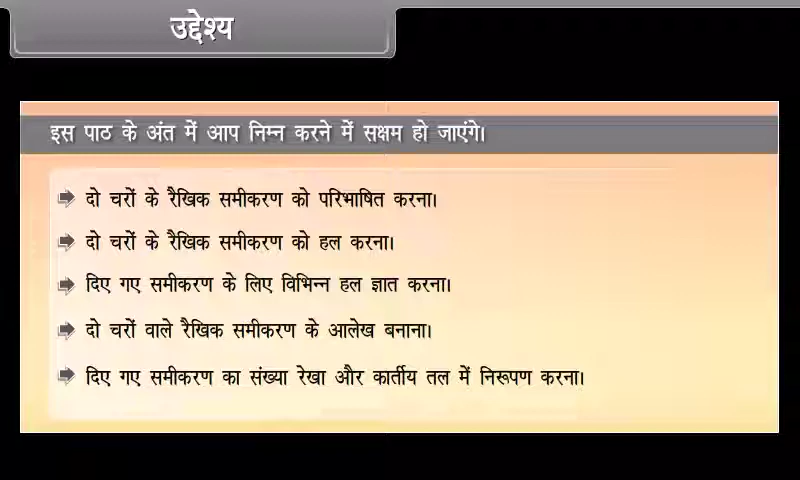 उद्देश्य
इस पाठ के अंत में आप निम्न करने में सक्षम हो जाएंगे।
दो चरों के रैखिक समीकरण को परिभाषित करना।
दो चरों के रैखिक समीकरण को हल करना।
दिए गए समीकरण के लिए विभिन्न हल ज्ञात करना।
दो चरों वाले रैखिक समीकरण के आलेख बनाना।
दिए गए समीकरण का संख्या रेखा और कार्तीय तल में निरूपण करना।